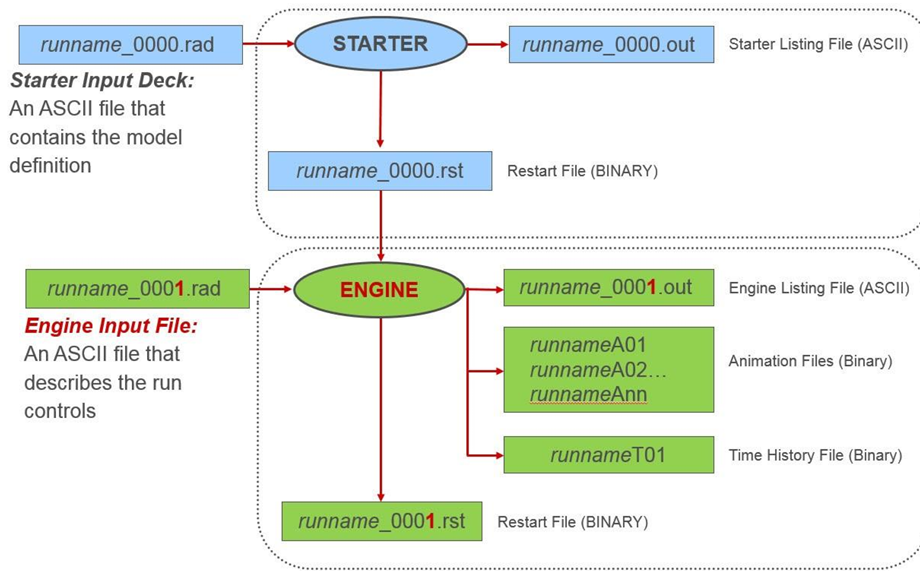 runname_0000.rad
STARTER
runname_0000.out
Starter Listing File (ASCII)
Starter Input Deck:
An ASCII file that
contains the model
definition
runname_0000.rst
Restart File (BINARY)
runname_0001.rad
ENGINE
runname_0001.out
Engine Listing File (ASCII)
Engine Input File:
An ASCII file that
describes the run
controls
runnameA01
runnameA02...
runnameAnn
Animation Files (Binary)
runnameT01
Time History File (Binary)
runname_0001.rst
Restart File (BINARY)